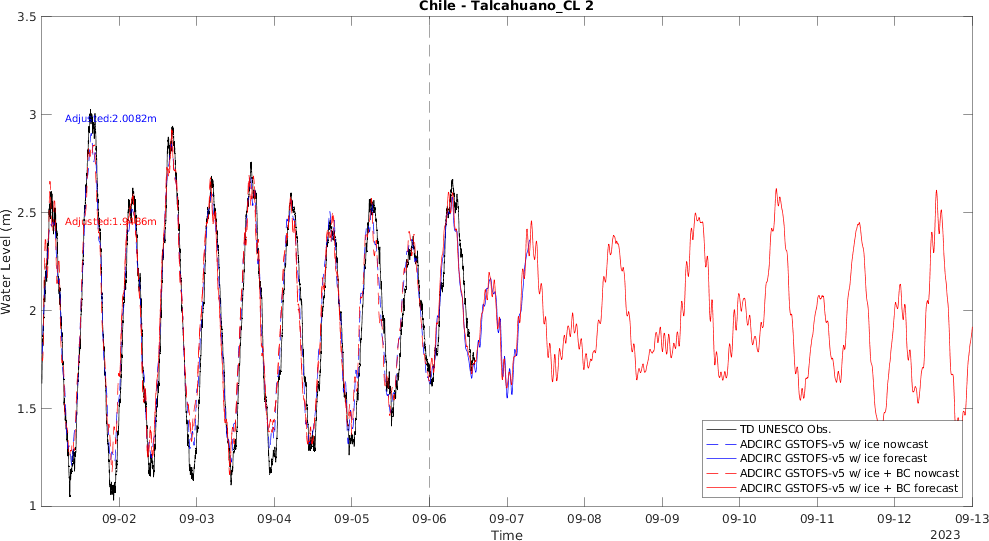 Chile - Talcahuano_CL 2
3.5
3
2.5
2
1.5
1
Water Level (m)
Adjusted:2.0082m
Adjusted:1.9
36m
TD UNESCO Obs.
ADCIRC GSTOFS-v5 w/ ice nowcast
ADCIRC GSTOFS-v5 w/ ice forecast
ADCIRC GSTOFS-v5 w/ ice + BC nowcast
ADCIRC GSTOFS-v5 w/ ice + BC forecast
09-02 09-03 09-04 09-05 09-06 09-07 09-08 09-09 09-10 09-11 09-12 09-13
Time
2023